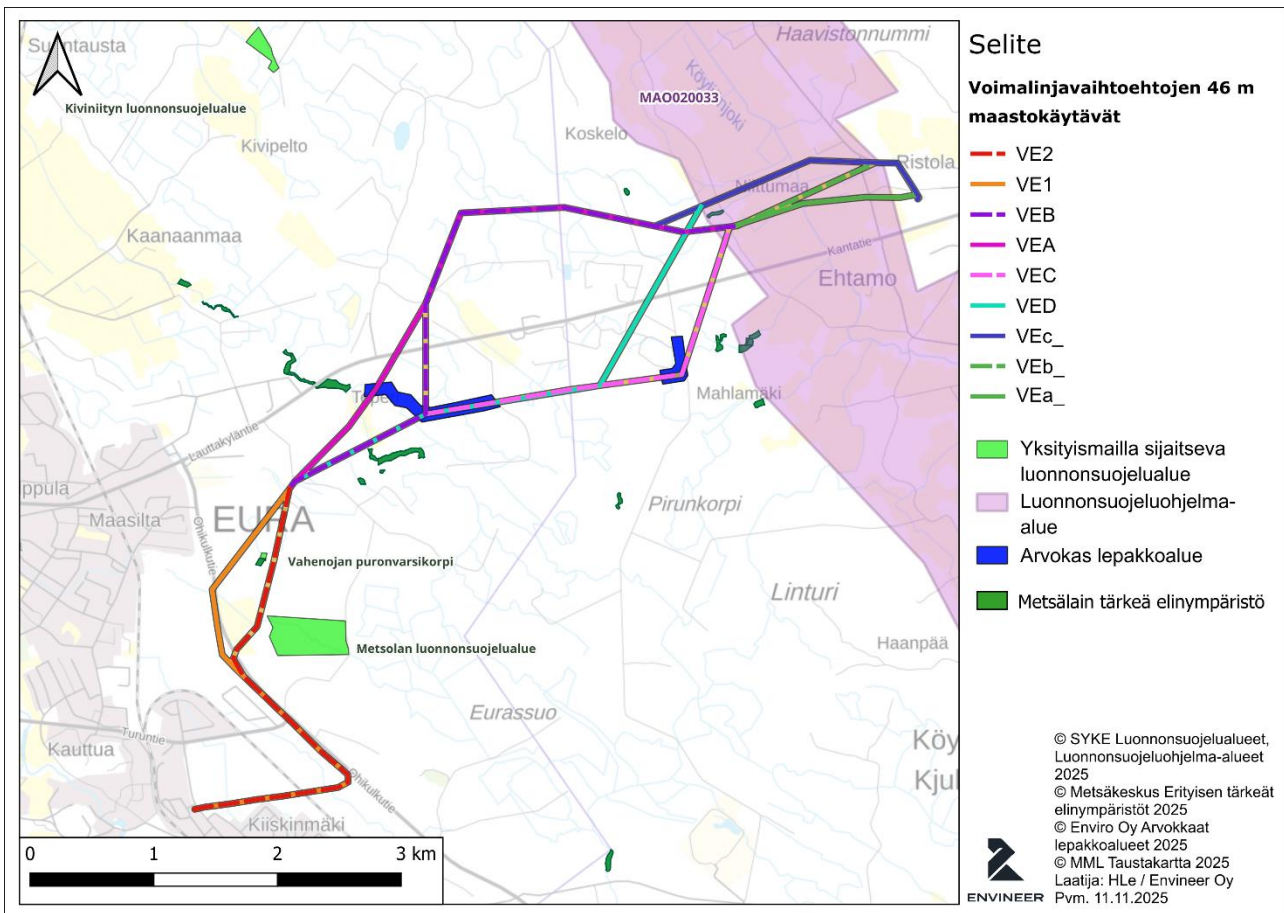 Haavistonnummi
Suontausta
Köyliönjoki
MAO020033
Kiviniityn luonnonsuojelualue
Koskelo
Kivipelto
Ristola
Niittumaa
Kaanaanmaa
Kantatie
Ehtamo
Mahlamäki
Lauttakyläntie
ppula
Maasilta
EURA
Ohikulkutie
Pirunkorpi
Vahenojan puronvarsikorpi
Linturi
Haanpää
Metsolan luonnonsuojelualue
Eurassuo
Turuntie
Kauttua
Ohikulkutie
Köy
Kjul
Kiiskinmäki
0 1 2 3 km
Selite
Voimalinjavaihtoehtojen 46 m
maastokäytävät
VE2
VE1
VEB
VEA
VEC
VED
VEc_
VEb_
VEa_
Yksityismailla sijaitseva
luonnonsuojelualue
Luonnonsuojeluohjelma-
alue
Arvokas lepakkoalue
Metsälain tärkeä elinympäristö
© SYKE Luonnonsuojelualueet,
Luonnonsuojeluohjelma-alueet
2025
© Metsäkeskus Erityisen tärkeät
elinympäristöt 2025
© Enviro Oy Arvokkaat
lepakkoalueet 2025
© MML Taustakartta 2025
Laatija: HLe / Envineer Oy
Pvm. 11.11.2025
ENVINEER